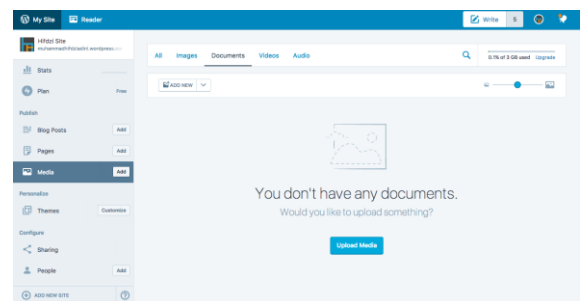 My Site
Reader
Write
5
Hifdzi Site
Stats
Plan
Free
Publish
Blog Posts
Add
Pages
Add
Media
Add
Personalize
Themes
Customize
Configure
Sharing
People
Add
ADD NEW SITE
All
Images
Documents
Videos
Audio
0.1% of 3 GB used
Upgrade
ADD NEW
You don't have any documents.
Would you like to upload something?
Upload Media